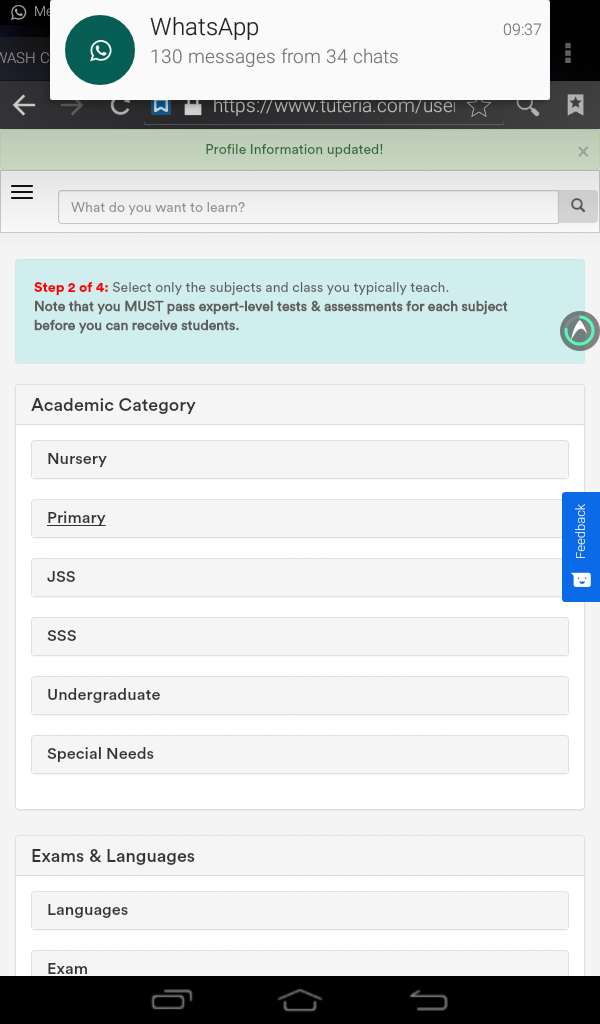 WhatsApp
09:37
130 messages from 34 chats
WASH C
https://www.tuteria.com/use
Profile Information updated!
×
What do you want to learn?
Step 2 of 4: Select only the subjects and class you typically teach.
Note that you MUST pass expert-level tests & assessments for each subject
before you can receive students.
Academic Category
Nursery
Primary
Feedback
JSS
SSS
Undergraduate
Special Needs
Exams & Languages
Languages
Exam